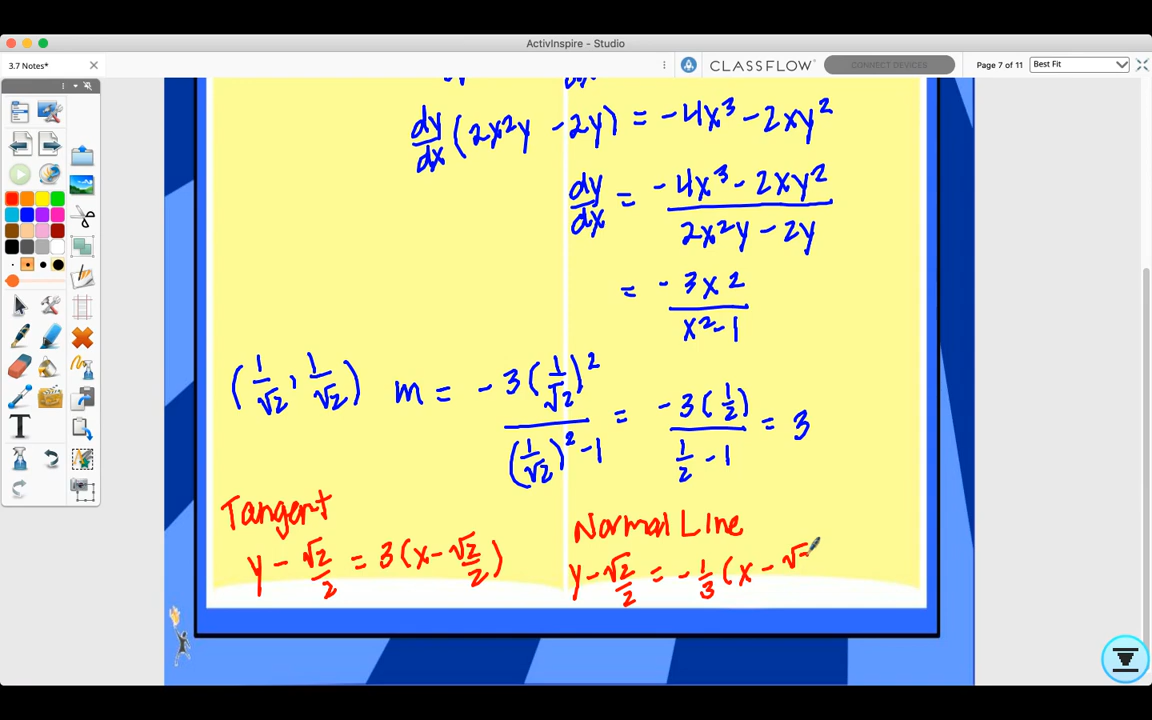 ActivInspire - Studio
3.7 Notes*
CLASSFLOW
CONNECT DEVICES
Page 7 of 11
Best Fit
dy/dx (2x²y - 2y) = -4x³ - 2xy²
dy/dx = (-4x³ - 2xy²)/(2x²y - 2y)
= (-3x2)/(x²-1)
(1/√2, 1/√2) m = (-3(1/√2)²)/((1/√2)² - 1) = (-3(1/2))/(1/2 - 1) = 3
Tangent
y - √2/2 = 3(x - √2/2)
Normal Line
y - √2/2 = -1/3 (x - √